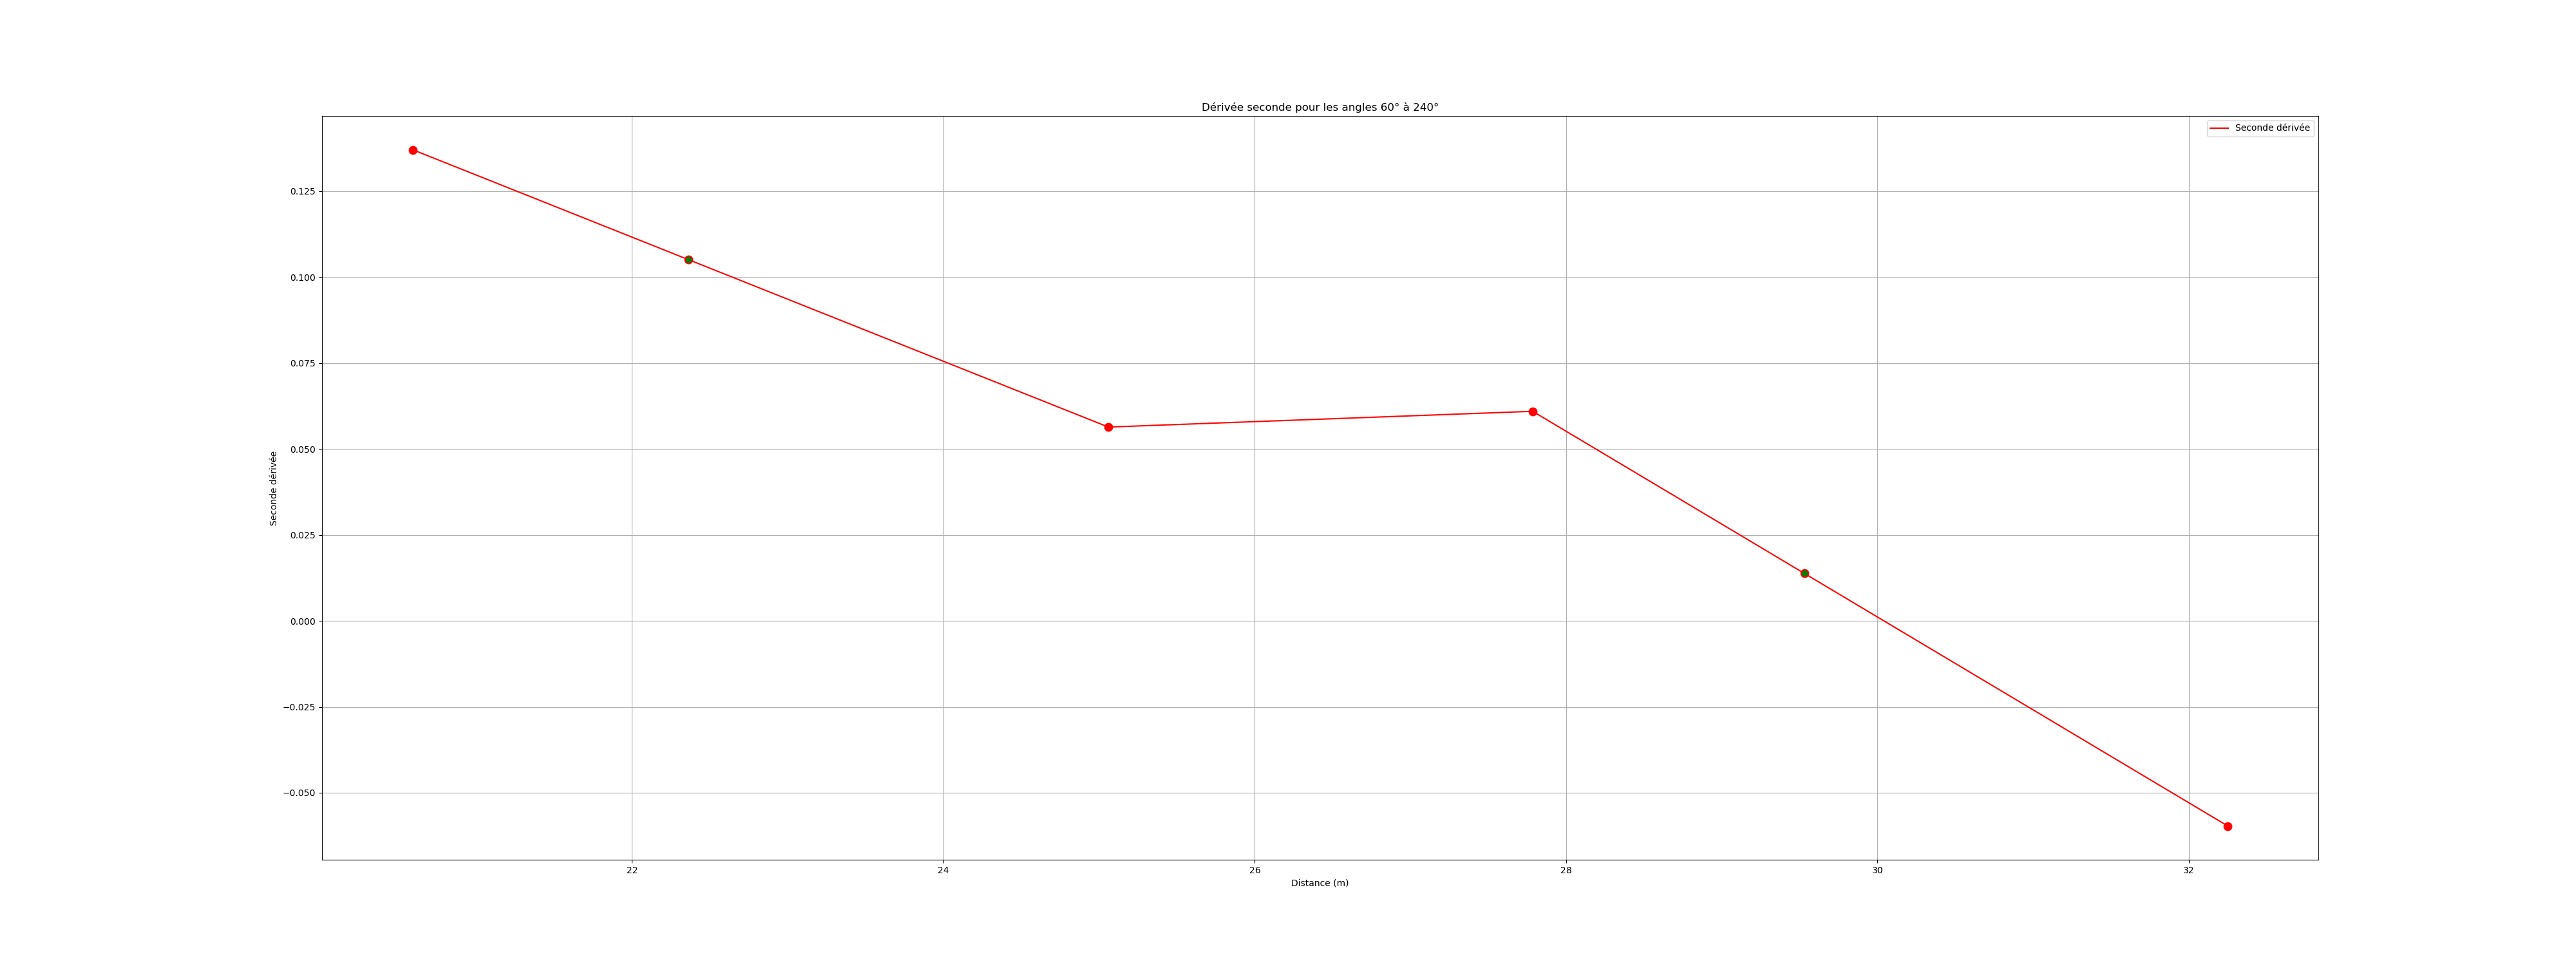 Dérivée seconde pour les angles 60° à 240°
Seconde dérivée
0.125
0.100
0.075
0.050
0.025
0.000
−0.025
−0.050
Seconde dérivée
22 24 26 28 30 32
Distance (m)